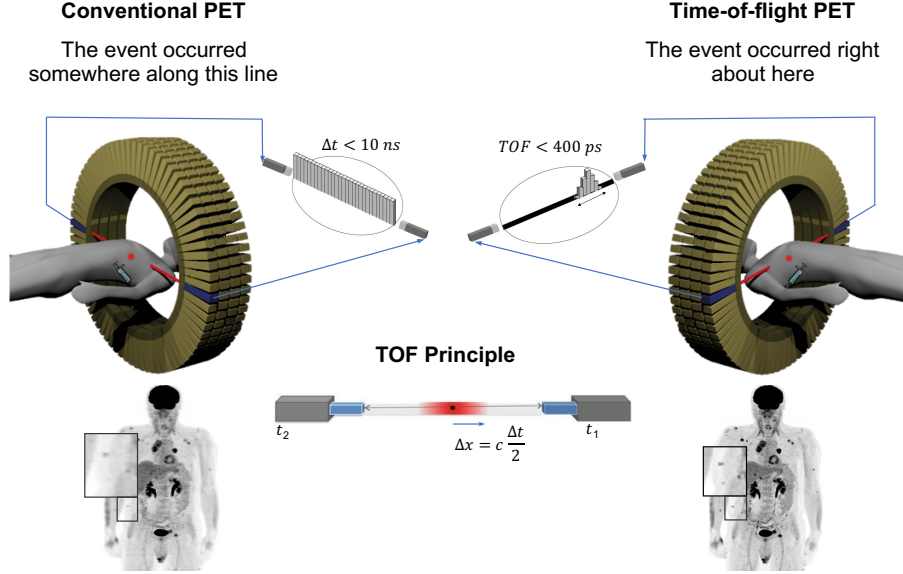 Conventional PET
The event occurred
somewhere along this line
Time-of-flight PET
The event occurred right
about here
Δt < 10 ns
TOF < 400 ps
TOF Principle
t₂
t₁
Δx = c Δt/2